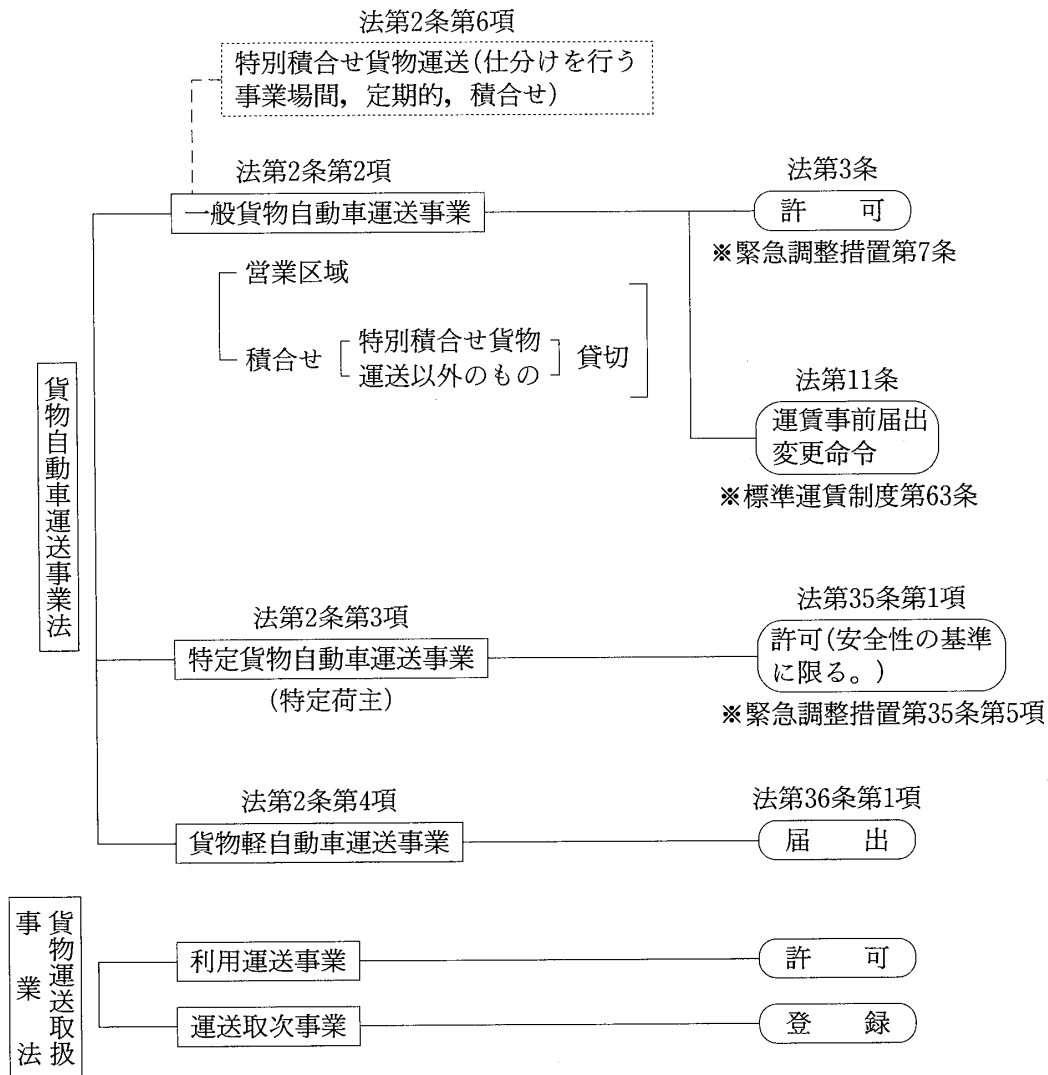 法第2条第6項
特別積合せ貨物運送(仕分けを行う
事業場間，定期的，積合せ)
法第2条第2項
一般貨物自動車運送事業
法第3条
許　可
※緊急調整措置第7条
営業区域
積合せ
特別積合せ貨物
運送以外のもの
貸切
法第11条
運賃事前届出
変更命令
※標準運賃制度第63条
貨物自動車運送事業法
法第2条第3項
特定貨物自動車運送事業
(特定荷主)
法第35条第1項
許可(安全性の基準
に限る。)
※緊急調整措置第35条第5項
法第2条第4項
貨物軽自動車運送事業
法第36条第1項
届　出
貨物運送取扱
事業法
利用運送事業
許　可
運送取次事業
登　録